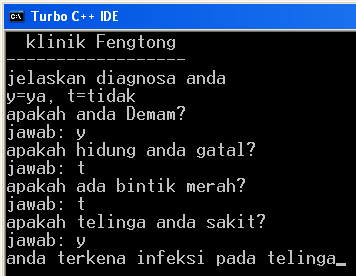 Turbo C++ IDE
klinik Fengtong
------------------
jelaskan diagnosa anda
y=ya, t=tidak
apakah anda Demam?
jawab: y
apakah hidung anda gatal?
jawab: t
apakah ada bintik merah?
jawab: t
apakah telinga anda sakit?
jawab: y
anda terkena infeksi pada telinga_